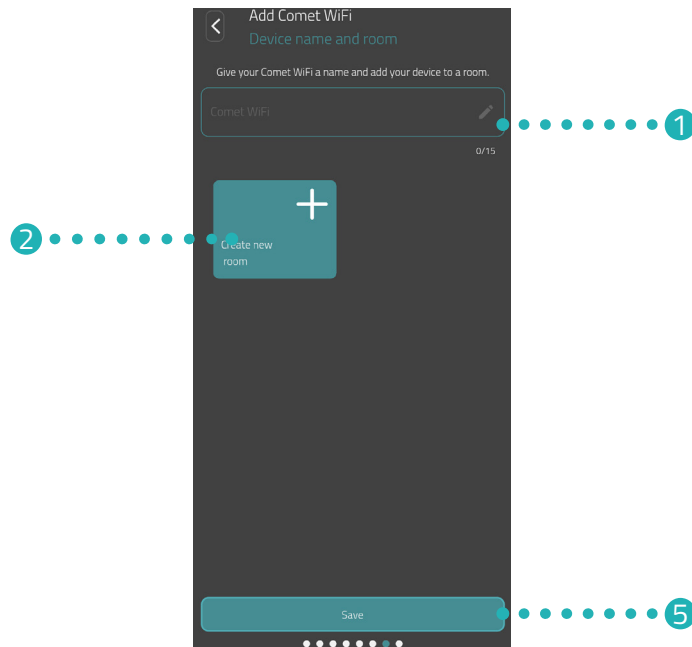 Add Comet WiFi
Device name and room
Give your Comet WiFi a name and add your device to a room.
Comet WiFi
1
0/15
2
Create new
room
Save
5